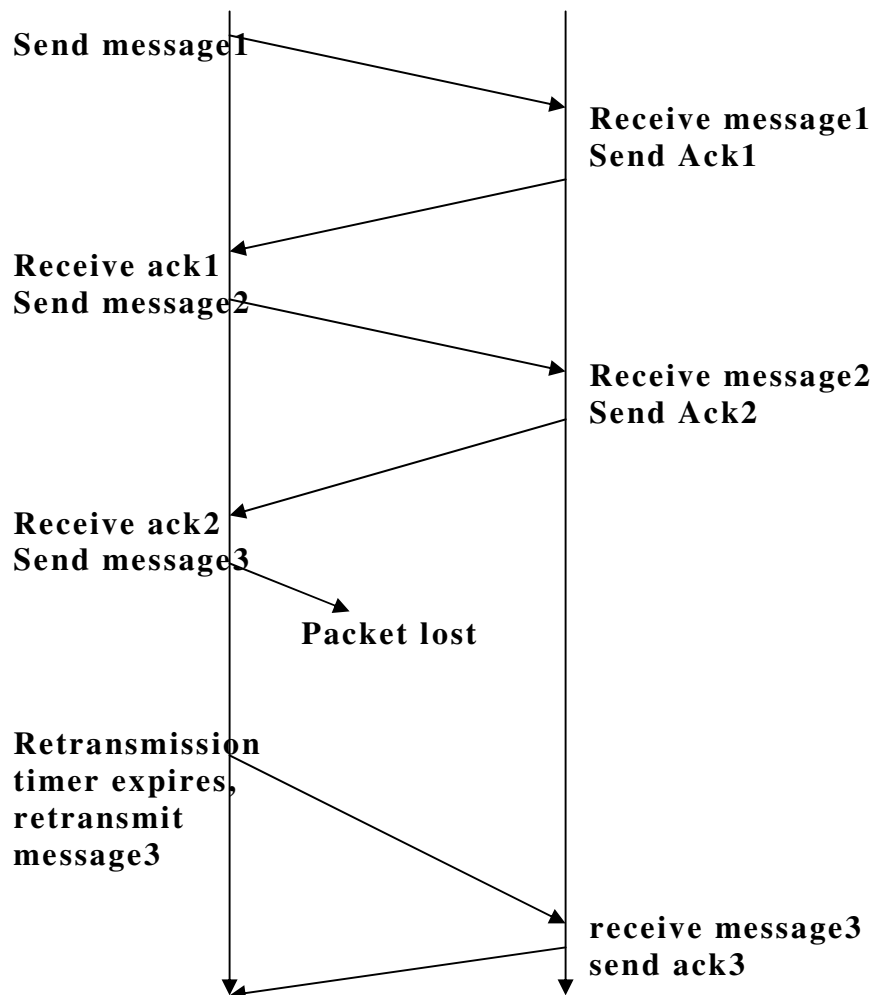 Send message1
Receive message1
Send Ack1
Receive ack1
Send message2
Receive message2
Send Ack2
Receive ack2
Send message3
Packet lost
Retransmission
timer expires,
retransmit
message3
receive message3
send ack3